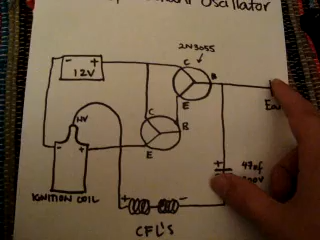 Oscillator
2N3055
- +
12V
C
B
E
HV
C
B
E
- +
IGNITION COIL
+
47uf
+ -
CFL'S